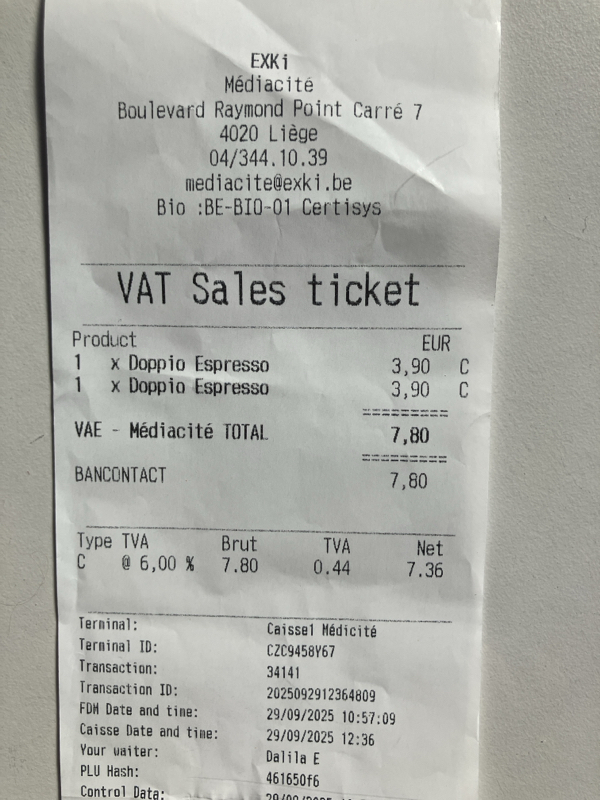 EXKi
Médiacité
Boulevard Raymond Point Carré 7
4020 Liège
04/344.10.39
mediacite@exki.be
Bio :BE-BIO-01 Certisys
VAT Sales ticket
Product EUR
1 x Doppio Espresso 3,90 C
1 x Doppio Espresso 3,90 C
=========
VAE - Médiacité TOTAL 7,80
=========
BANCONTACT 7,80
Type TVA Brut TVA Net
C @ 6,00 % 7.80 0.44 7.36
Terminal: Caisse1 Médicité
Terminal ID: CZC9458Y67
Transaction: 34141
Transaction ID: 2025092912364809
FDM Date and time: 29/09/2025 10:57:09
Caisse Date and time: 29/09/2025 12:36
Your waiter: Dalila E
PLU Hash: 461650f6
Control Data: 29/09/2025